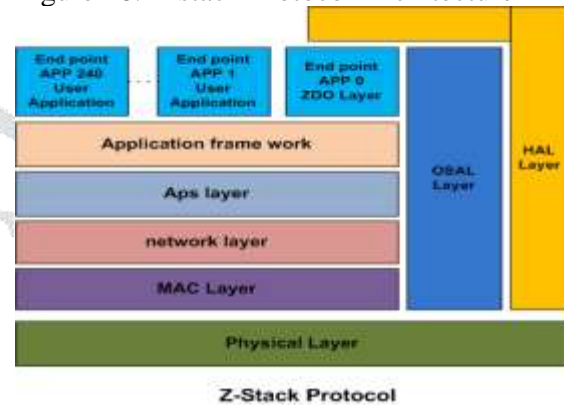 End point
APP 240
User
Application
End point
APP 1
User
Application
End point
APP 0
ZDO Layer
HAL
Layer
OSAL
Layer
Application frame work
Aps layer
network layer
MAC Layer
Physical Layer
Z-Stack Protocol